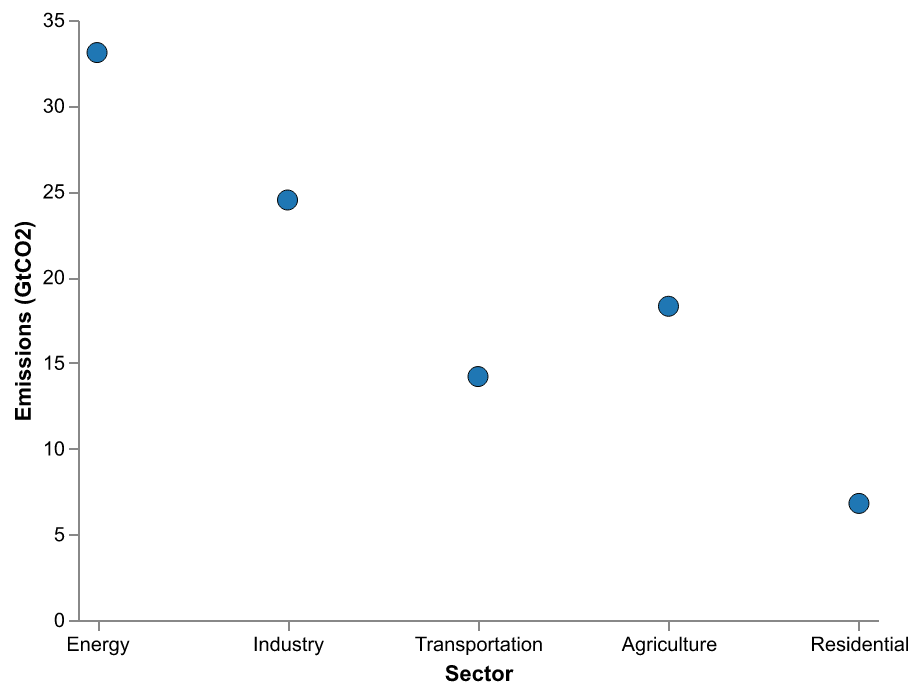 35
30
25
20
15
10
5
0
Emissions (GtCO2)
Energy Industry Transportation Agriculture Residential
Sector